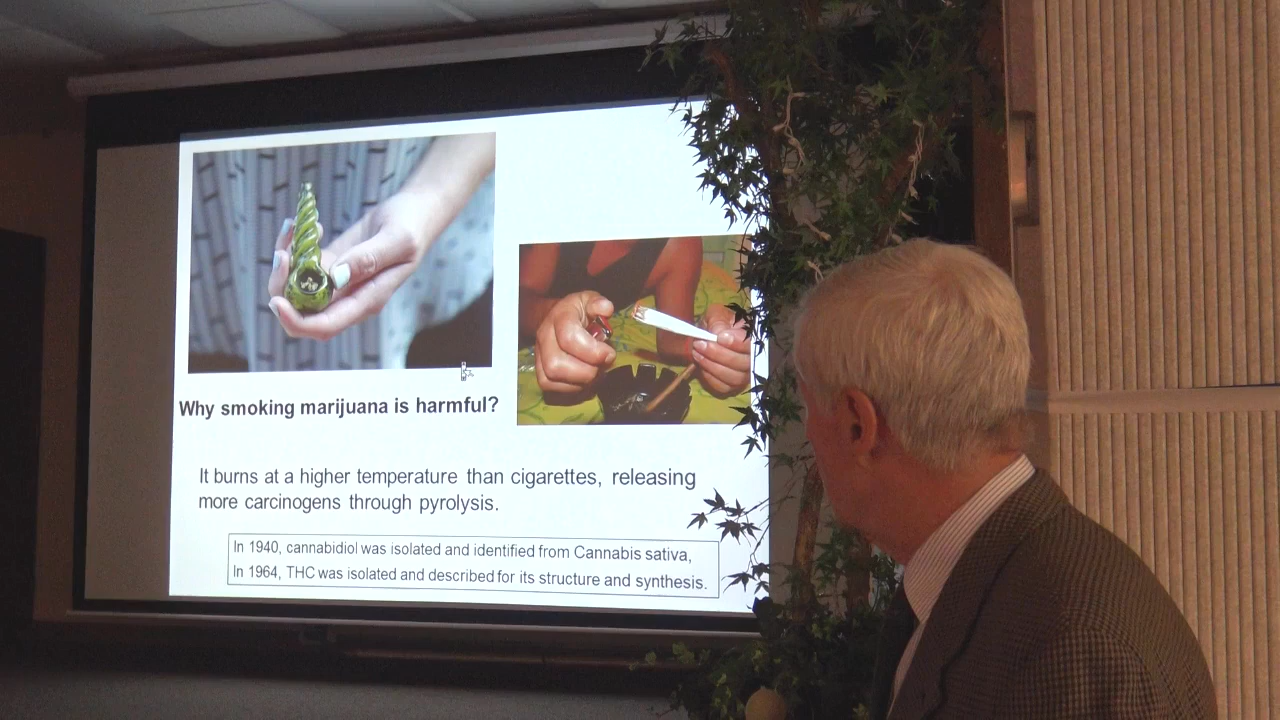 Why smoking marijuana is harmful?
It burns at a higher temperature than cigarettes, releasing
more carcinogens through pyrolysis.
In 1940, cannabidiol was isolated and identified from Cannabis sativa,
In 1964, THC was isolated and described for its structure and synthesis.